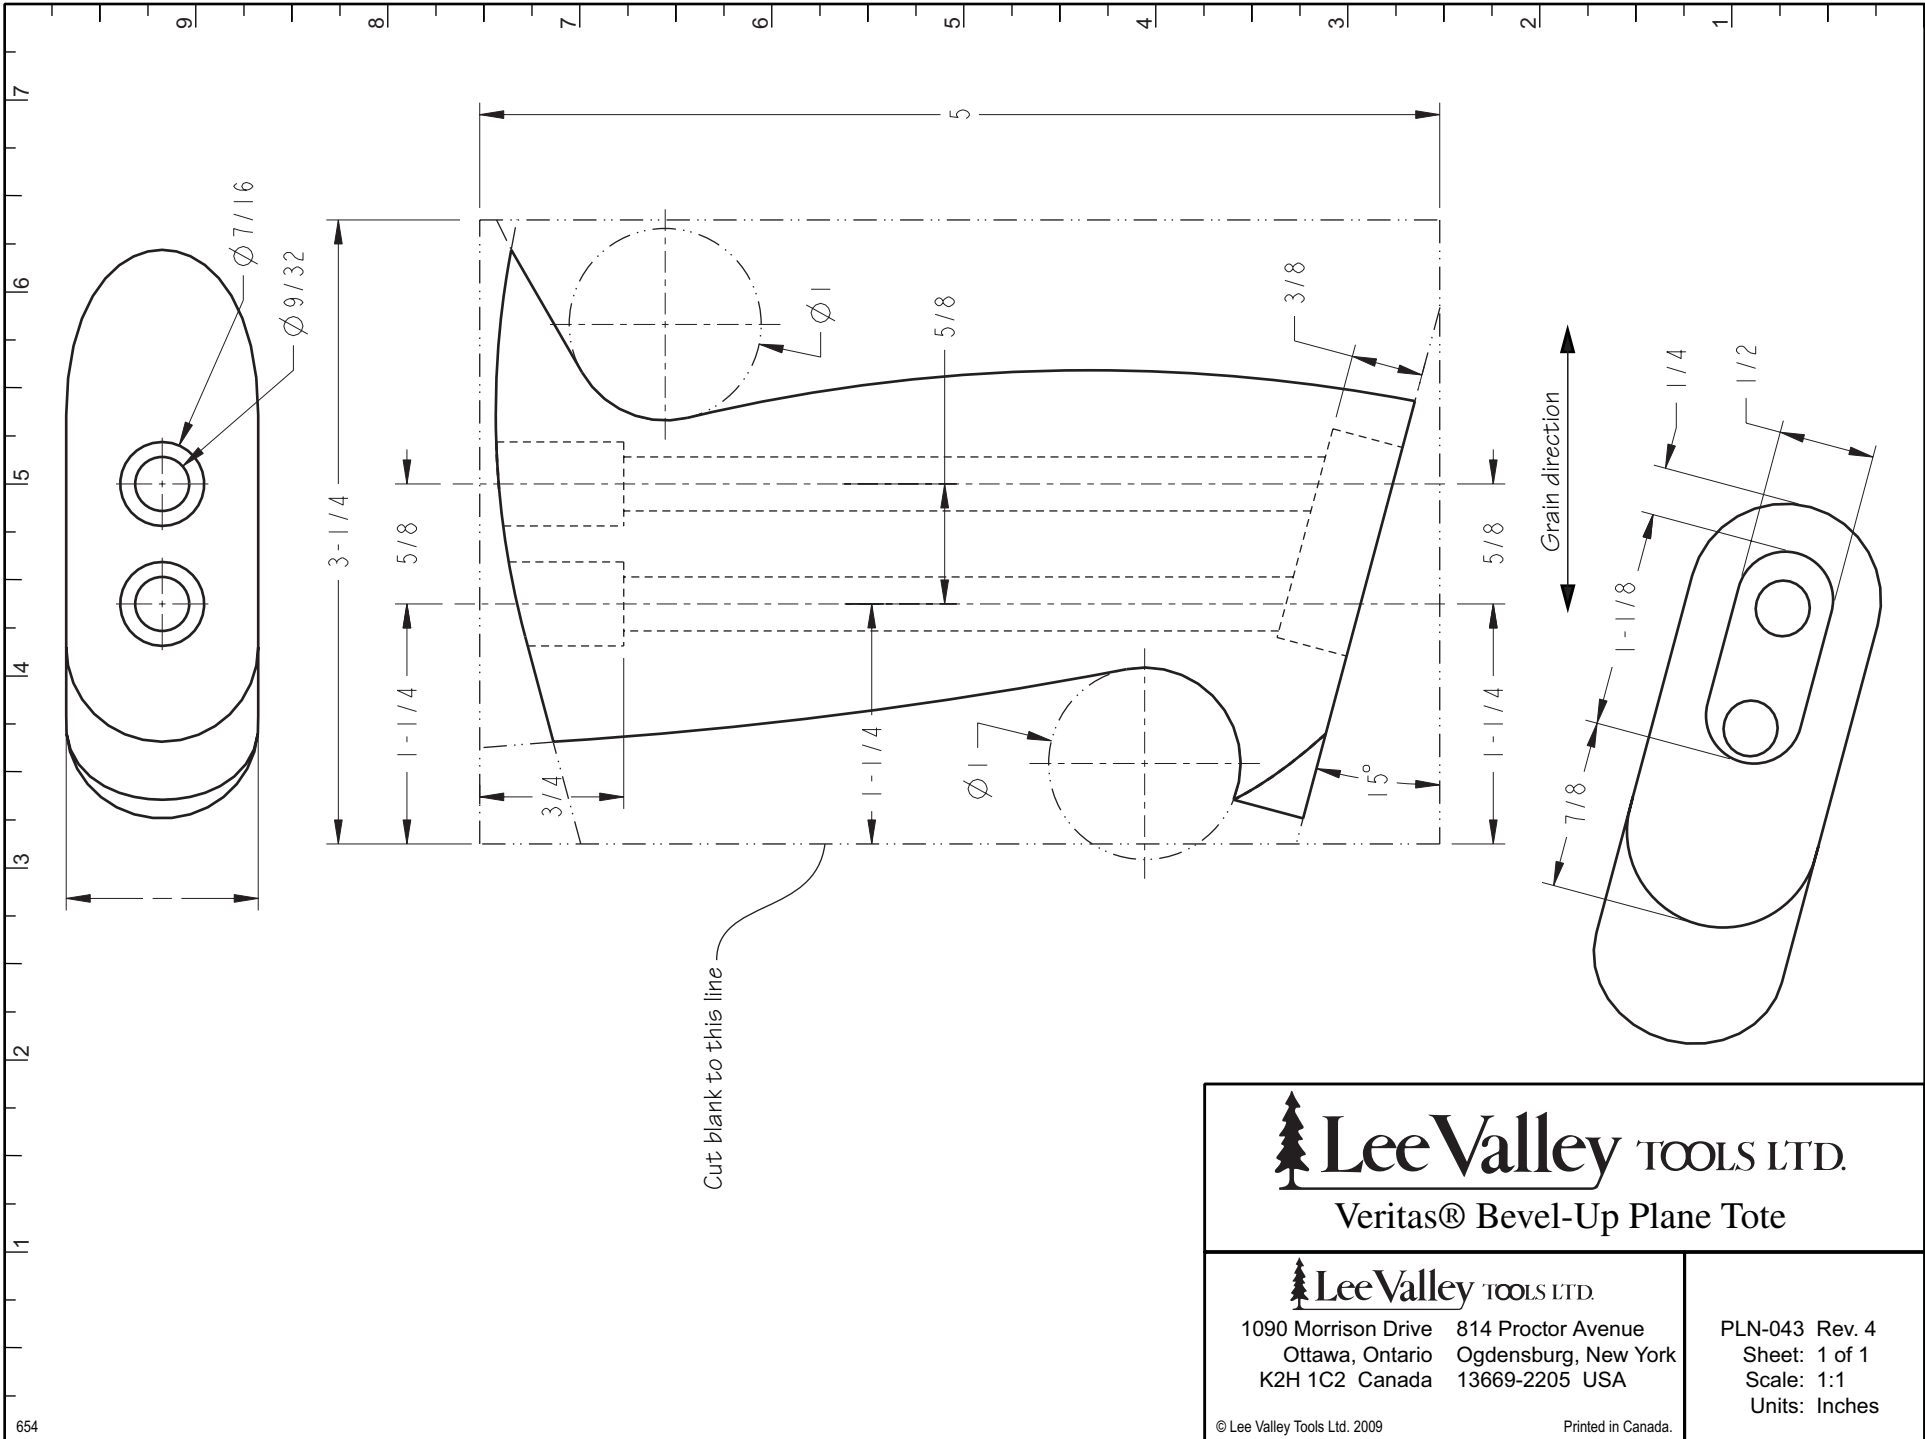 9 8 7 6 5 4 3 2 1
7
6
5
4
3
2
1
5
Ø 7/16
Ø 9/32
3-1/4
5/8
1-1/4
3/4
Ø 1
5/8
1-1/4
Ø 1
3/8
15°
5/8
1-1/4
Grain direction
1/4
1/2
1-1/8
7/8
1
Cut blank to this line
Lee Valley TOOLS LTD.
Veritas® Bevel-Up Plane Tote
Lee Valley TOOLS LTD.
1090 Morrison Drive 814 Proctor Avenue
Ottawa, Ontario Ogdensburg, New York
K2H 1C2 Canada 13669-2205 USA
© Lee Valley Tools Ltd. 2009 Printed in Canada.
PLN-043 Rev. 4
Sheet: 1 of 1
Scale: 1:1
Units: Inches
654